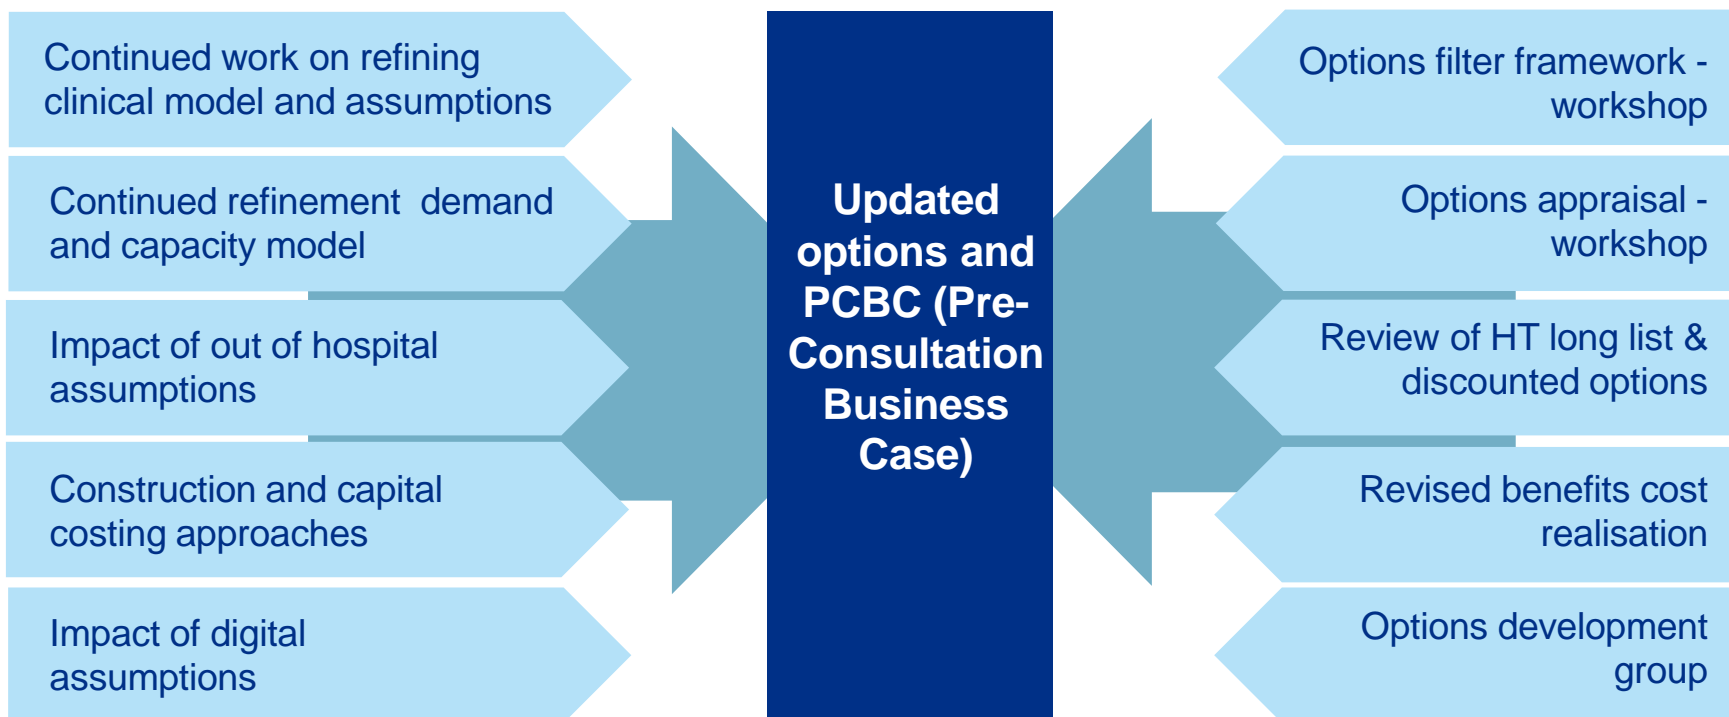 Continued work on refining
clinical model and assumptions
Continued refinement  demand
and capacity model
Impact of out of hospital
assumptions
Construction and capital
costing approaches
Impact of digital
assumptions
Updated
options and
PCBC (Pre-
Consultation
Business
Case)
Options filter framework -
workshop
Options appraisal -
workshop
Review of HT long list &
discounted options
Revised benefits cost
realisation
Options development
group